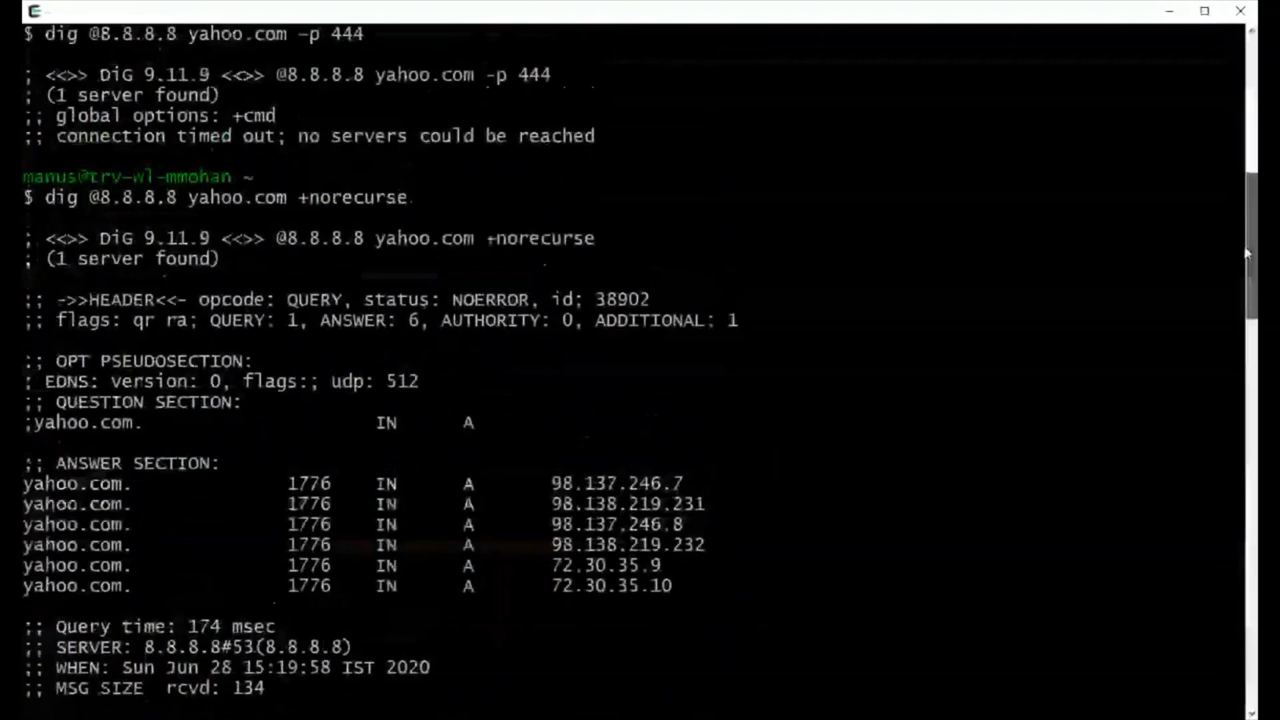 $ dig @8.8.8.8 yahoo.com -p 444
; <<>> DiG 9.11.9 <<>> @8.8.8.8 yahoo.com -p 444
; (1 server found)
;; global options: +cmd
;; connection timed out; no servers could be reached
manus@trv-wl-mmohan ~
$ dig @8.8.8.8 yahoo.com +norecurse
; <<>> DiG 9.11.9 <<>> @8.8.8.8 yahoo.com +norecurse
; (1 server found)
;; ->>HEADER<<- opcode: QUERY, status: NOERROR, id: 38902
;; flags: qr ra; QUERY: 1, ANSWER: 6, AUTHORITY: 0, ADDITIONAL: 1
;; OPT PSEUDOSECTION:
; EDNS: version: 0, flags:; udp: 512
;; QUESTION SECTION:
;yahoo.com. IN A
;; ANSWER SECTION:
yahoo.com. 1776 IN A 98.137.246.7
yahoo.com. 1776 IN A 98.138.219.231
yahoo.com. 1776 IN A 98.137.246.8
yahoo.com. 1776 IN A 98.138.219.232
yahoo.com. 1776 IN A 72.30.35.9
yahoo.com. 1776 IN A 72.30.35.10
;; Query time: 174 msec
;; SERVER: 8.8.8.8#53(8.8.8.8)
;; WHEN: Sun Jun 28 15:19:58 IST 2020
;; MSG SIZE rcvd: 134